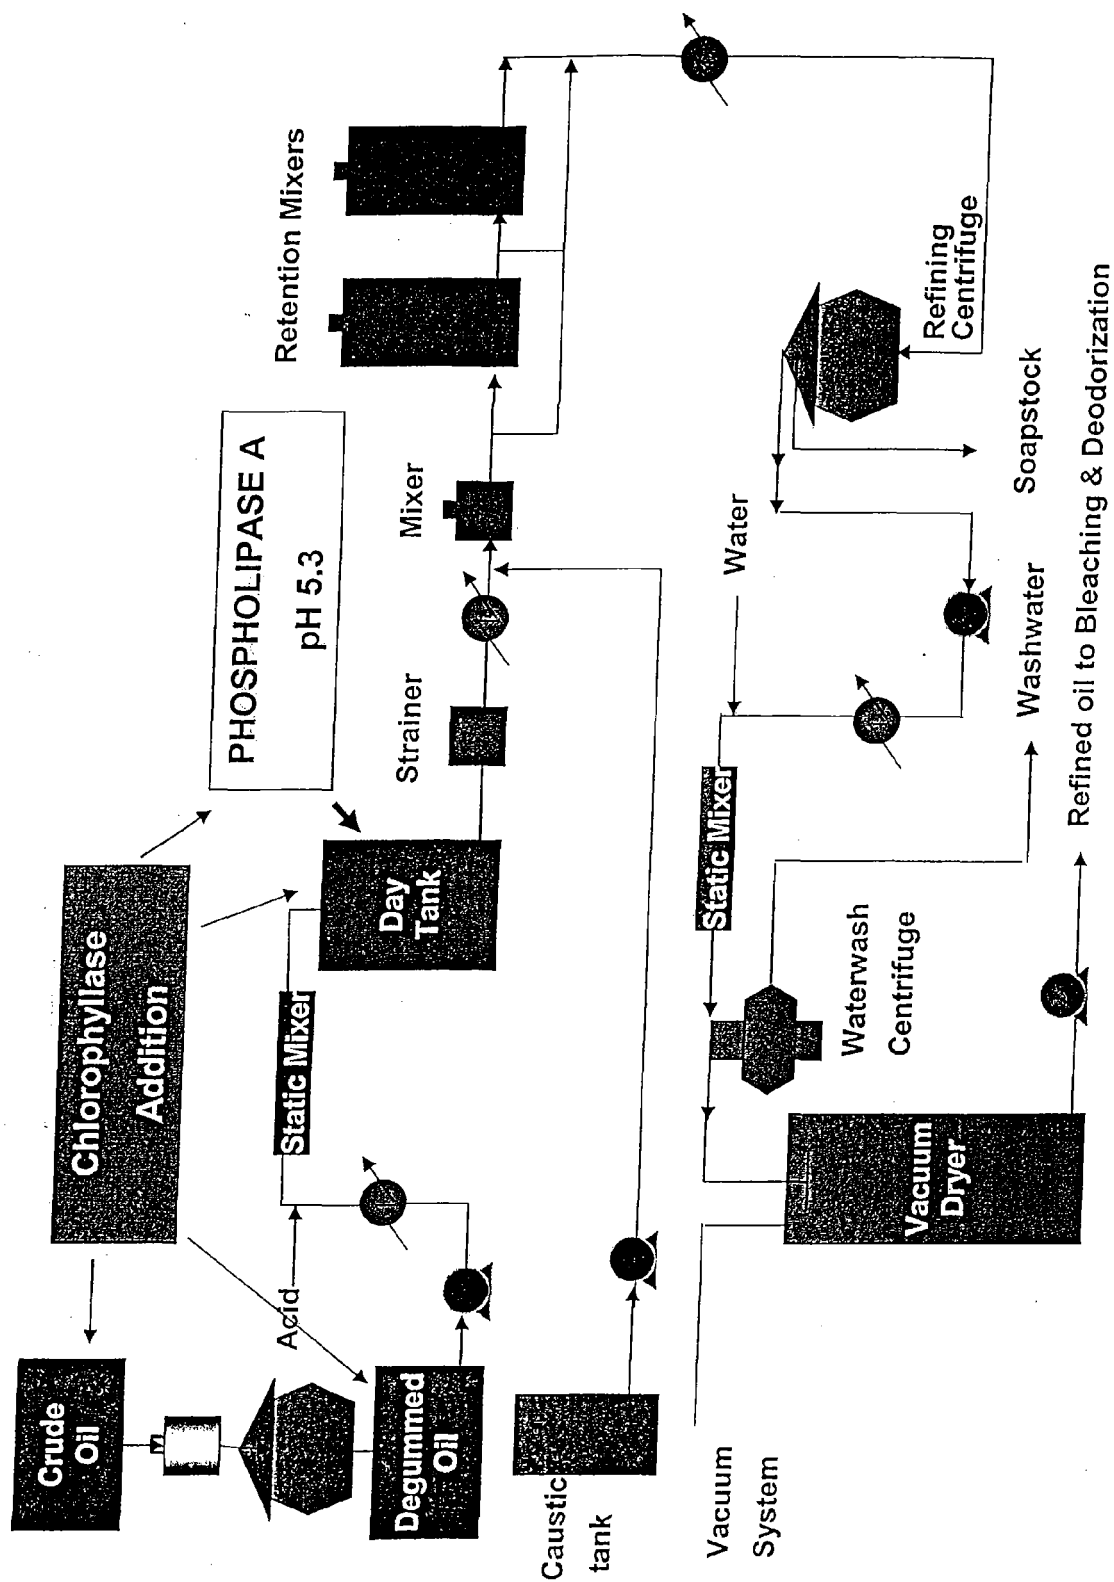 Crude
Oil
Chlorophyllase
Addition
PHOSPHOLIPASE A
pH 5.3
Retention Mixers
Acid
Static Mixer
Degummed
Oil
Day
Tank
Strainer
Mixer
Caustic
tank
Vacuum
System
Static Mixer
Water
Refining
Centrifuge
Waterwash
Centrifuge
Vacuum
Dryer
Washwater
Soapstock
Refined oil to Bleaching & Deodorization